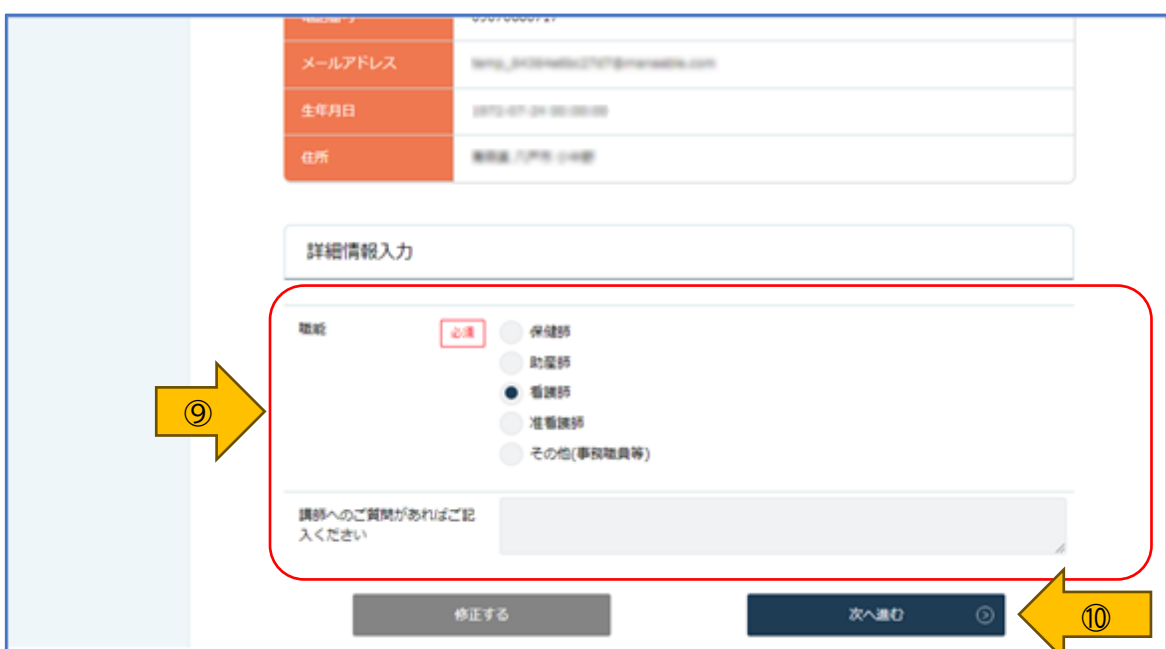 メールアドレス
生年月日
住所
詳細情報入力
職能 必須 保健師
助産師
看護師
⑨
准看護師
その他(事務職員等)
講師へのご質問があればご記
入ください
修正する 次へ進む ⑩